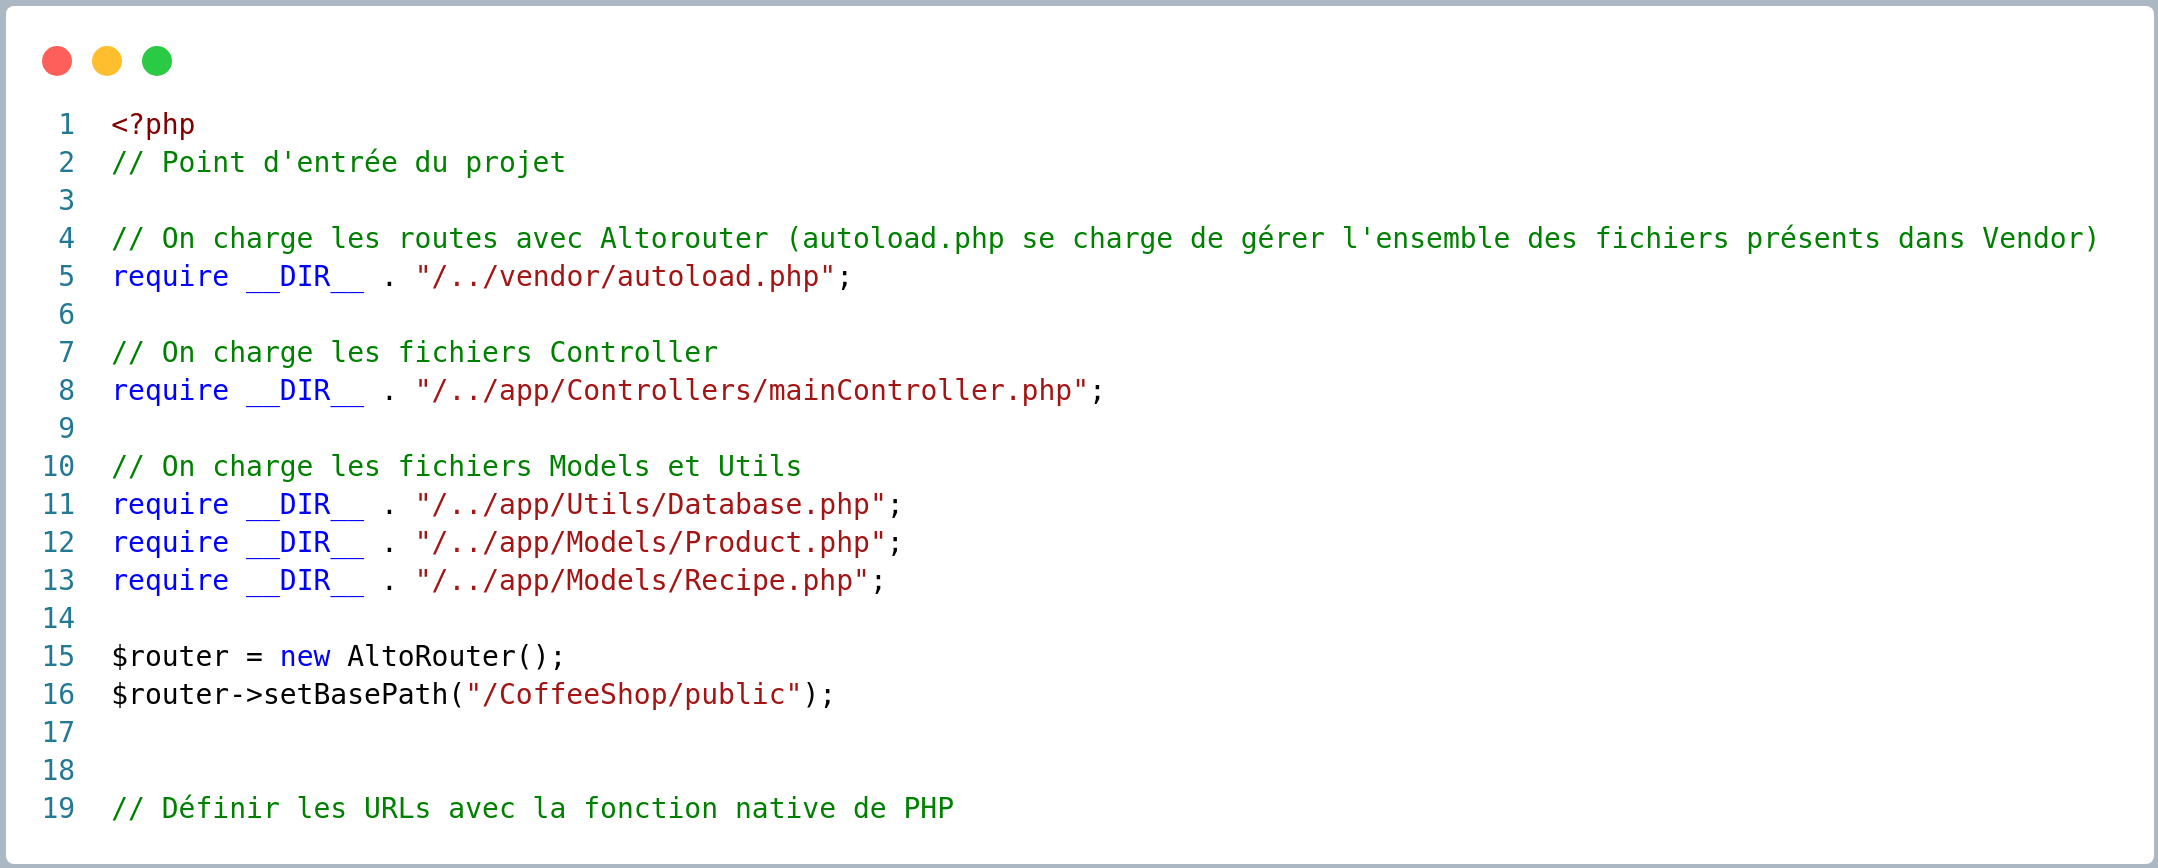 1 <?php
2 // Point d'entrée du projet
3
4 // On charge les routes avec Altorouter (autoload.php se charge de gérer l'ensemble des fichiers présents dans Vendor)
5 require __DIR__ . "/../vendor/autoload.php";
6
7 // On charge les fichiers Controller
8 require __DIR__ . "/../app/Controllers/mainController.php";
9
10 // On charge les fichiers Models et Utils
11 require __DIR__ . "/../app/Utils/Database.php";
12 require __DIR__ . "/../app/Models/Product.php";
13 require __DIR__ . "/../app/Models/Recipe.php";
14
15 $router = new AltoRouter();
16 $router->setBasePath("/CoffeeShop/public");
17
18
19 // Définir les URLs avec la fonction native de PHP